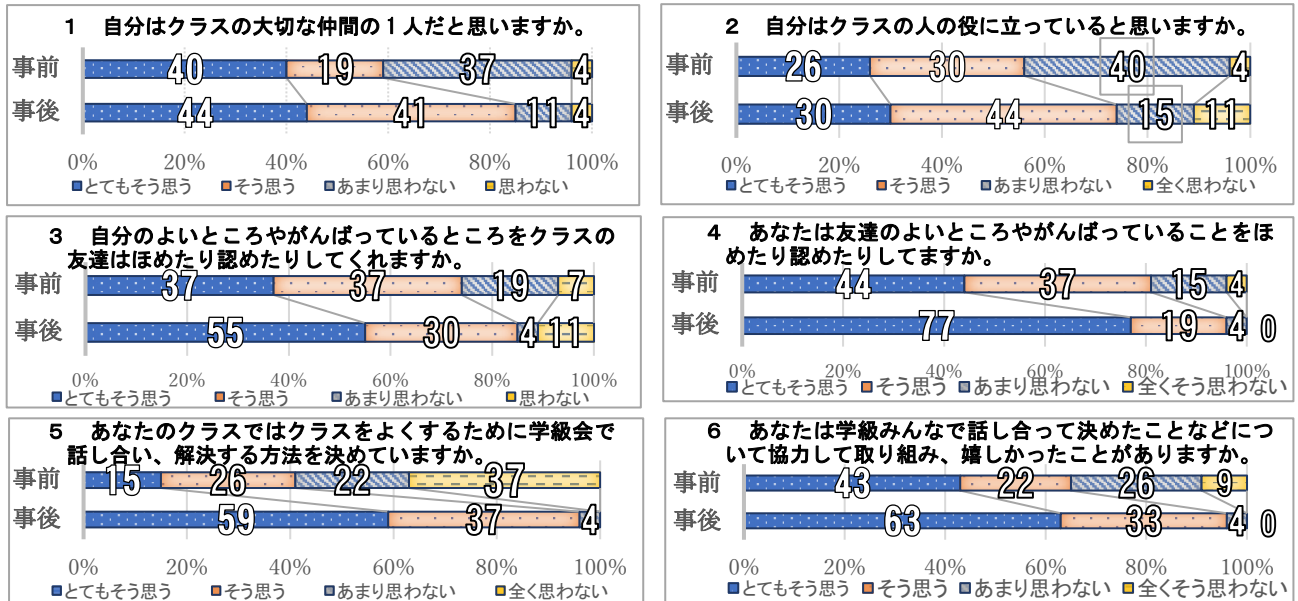 1 自分はクラスの大切な仲間の1人だと思いますか。
事前 40 19 37 4
事後 44 41 11 4
0% 20% 40% 60% 80% 100%
とてもそう思う そう思う あまり思わない 思わない
2 自分はクラスの人の役に立っていると思いますか。
事前 26 30 40 4
事後 30 44 15 11
0% 20% 40% 60% 80% 100%
とてもそう思う そう思う あまり思わない 全く思わない
3 自分のよいところやがんばっているところをクラスの
友達はほめたり認めたりしてくれますか。
事前 37 37 19 7
事後 55 30 4 11
0% 20% 40% 60% 80% 100%
とてもそう思う そう思う あまり思わない 思わない
4 あなたは友達のよいところやがんばっていることをほ
めたり認めたりしてますか。
事前 44 37 15 4
事後 77 19 4 0
0% 20% 40% 60% 80% 100%
とてもそう思う そう思う あまり思わない 全くそう思わない
5 あなたのクラスではクラスをよくするために学級会で
話し合い、解決する方法を決めていますか。
事前 15 26 22 37
事後 59 37 4
0% 20% 40% 60% 80% 100%
とてもそう思う そう思う あまり思わない 全く思わない
6 あなたは学級みんなで話し合って決めたことなどにつ
いて協力して取り組み、嬉しかったことがありますか。
事前 43 22 26 9
事後 63 33 4 0
0% 20% 40% 60% 80% 100%
とてもそう思う そう思う あまり思わない 全くそう思わない